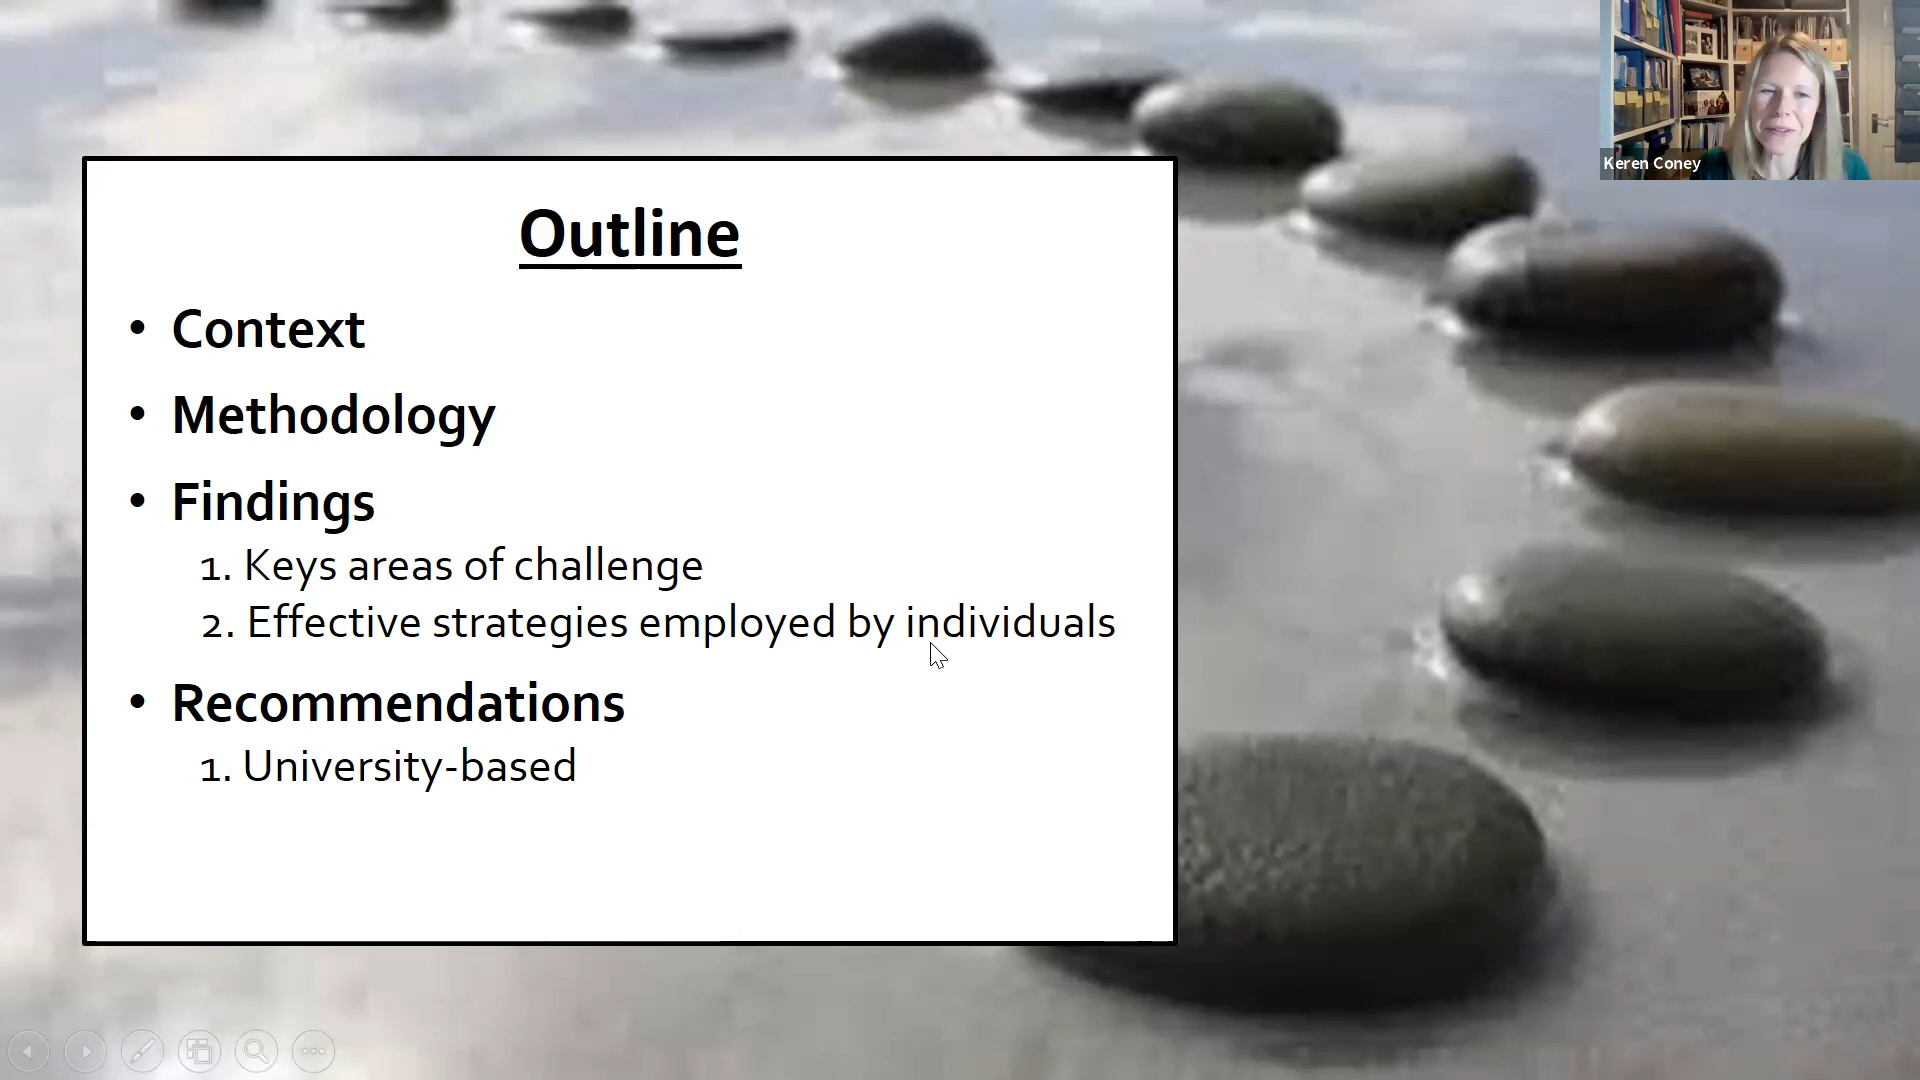 Keren Coney
Outline
• Context
• Methodology
• Findings
1. Keys areas of challenge
2. Effective strategies employed by individuals
• Recommendations
1. University-based